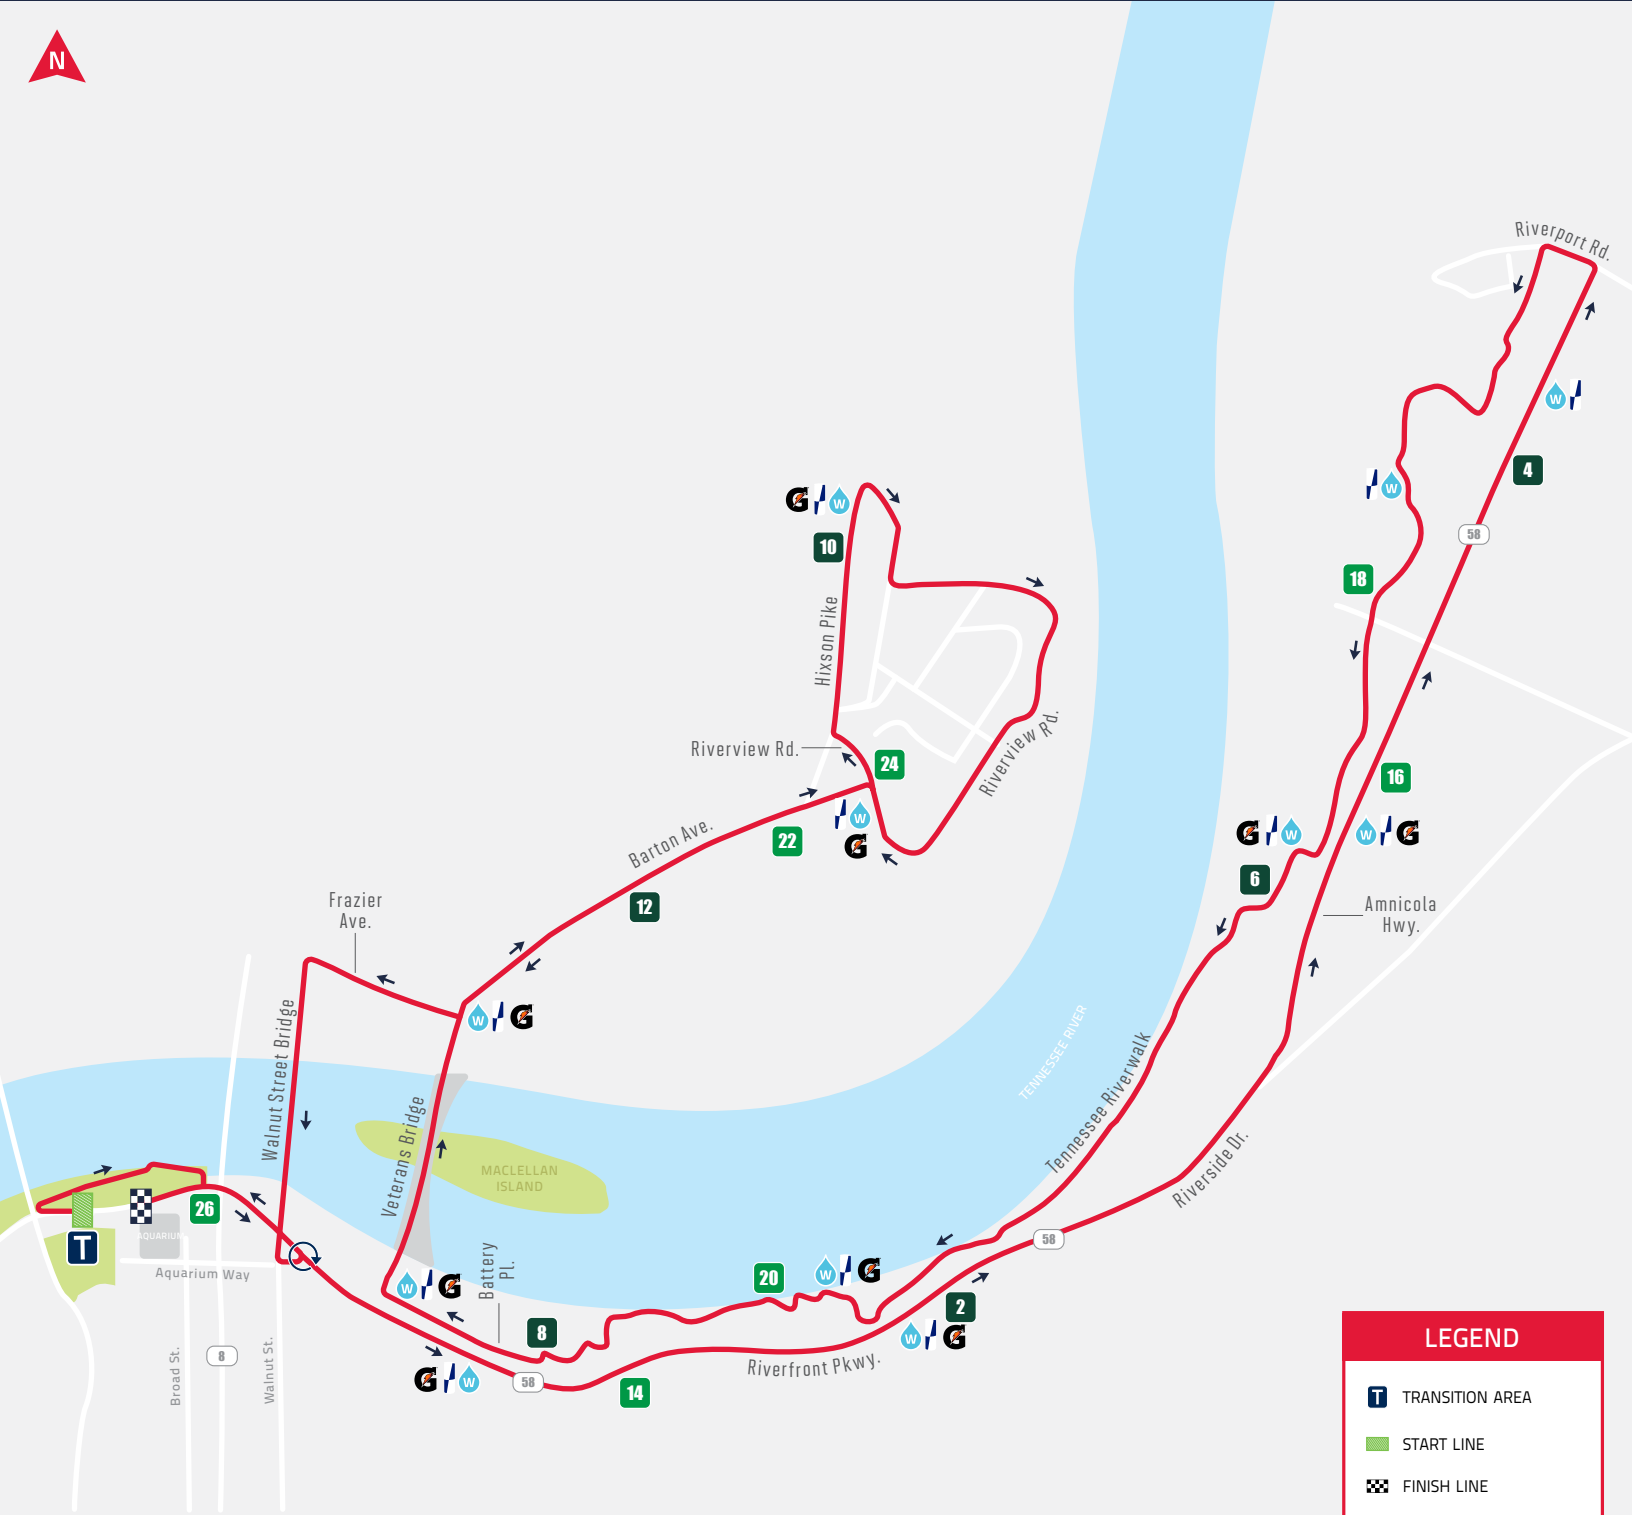 N
Riverport Rd.
W
4
58
W
G
W
10
18
Hixson Pike
Riverview Rd.
24
Riverview Rd.
16
W
G
22
Barton Ave.
G
W
W
G
6
12
Amnicola
Hwy.
Frazier
Ave.
W
G
Walnut Street Bridge
TENNESSEE RIVER
Tennessee Riverwalk
Veterans Bridge
MACLELLAN
ISLAND
Riverside Dr.
26
T
AQUARIUM
Aquarium Way
58
Battery
Pl.
20
W
G
W
G
2
8
W
G
8
Broad St.
Walnut St.
G
W
58
14
Riverfront Pkwy.
LEGEND
T TRANSITION AREA
START LINE
FINISH LINE